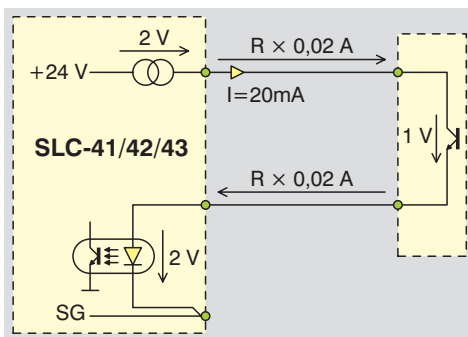 2 V
R × 0,02 A
+24 V
I=20mA
SLC-41/42/43
1 V
R × 0,02 A
2 V
SG